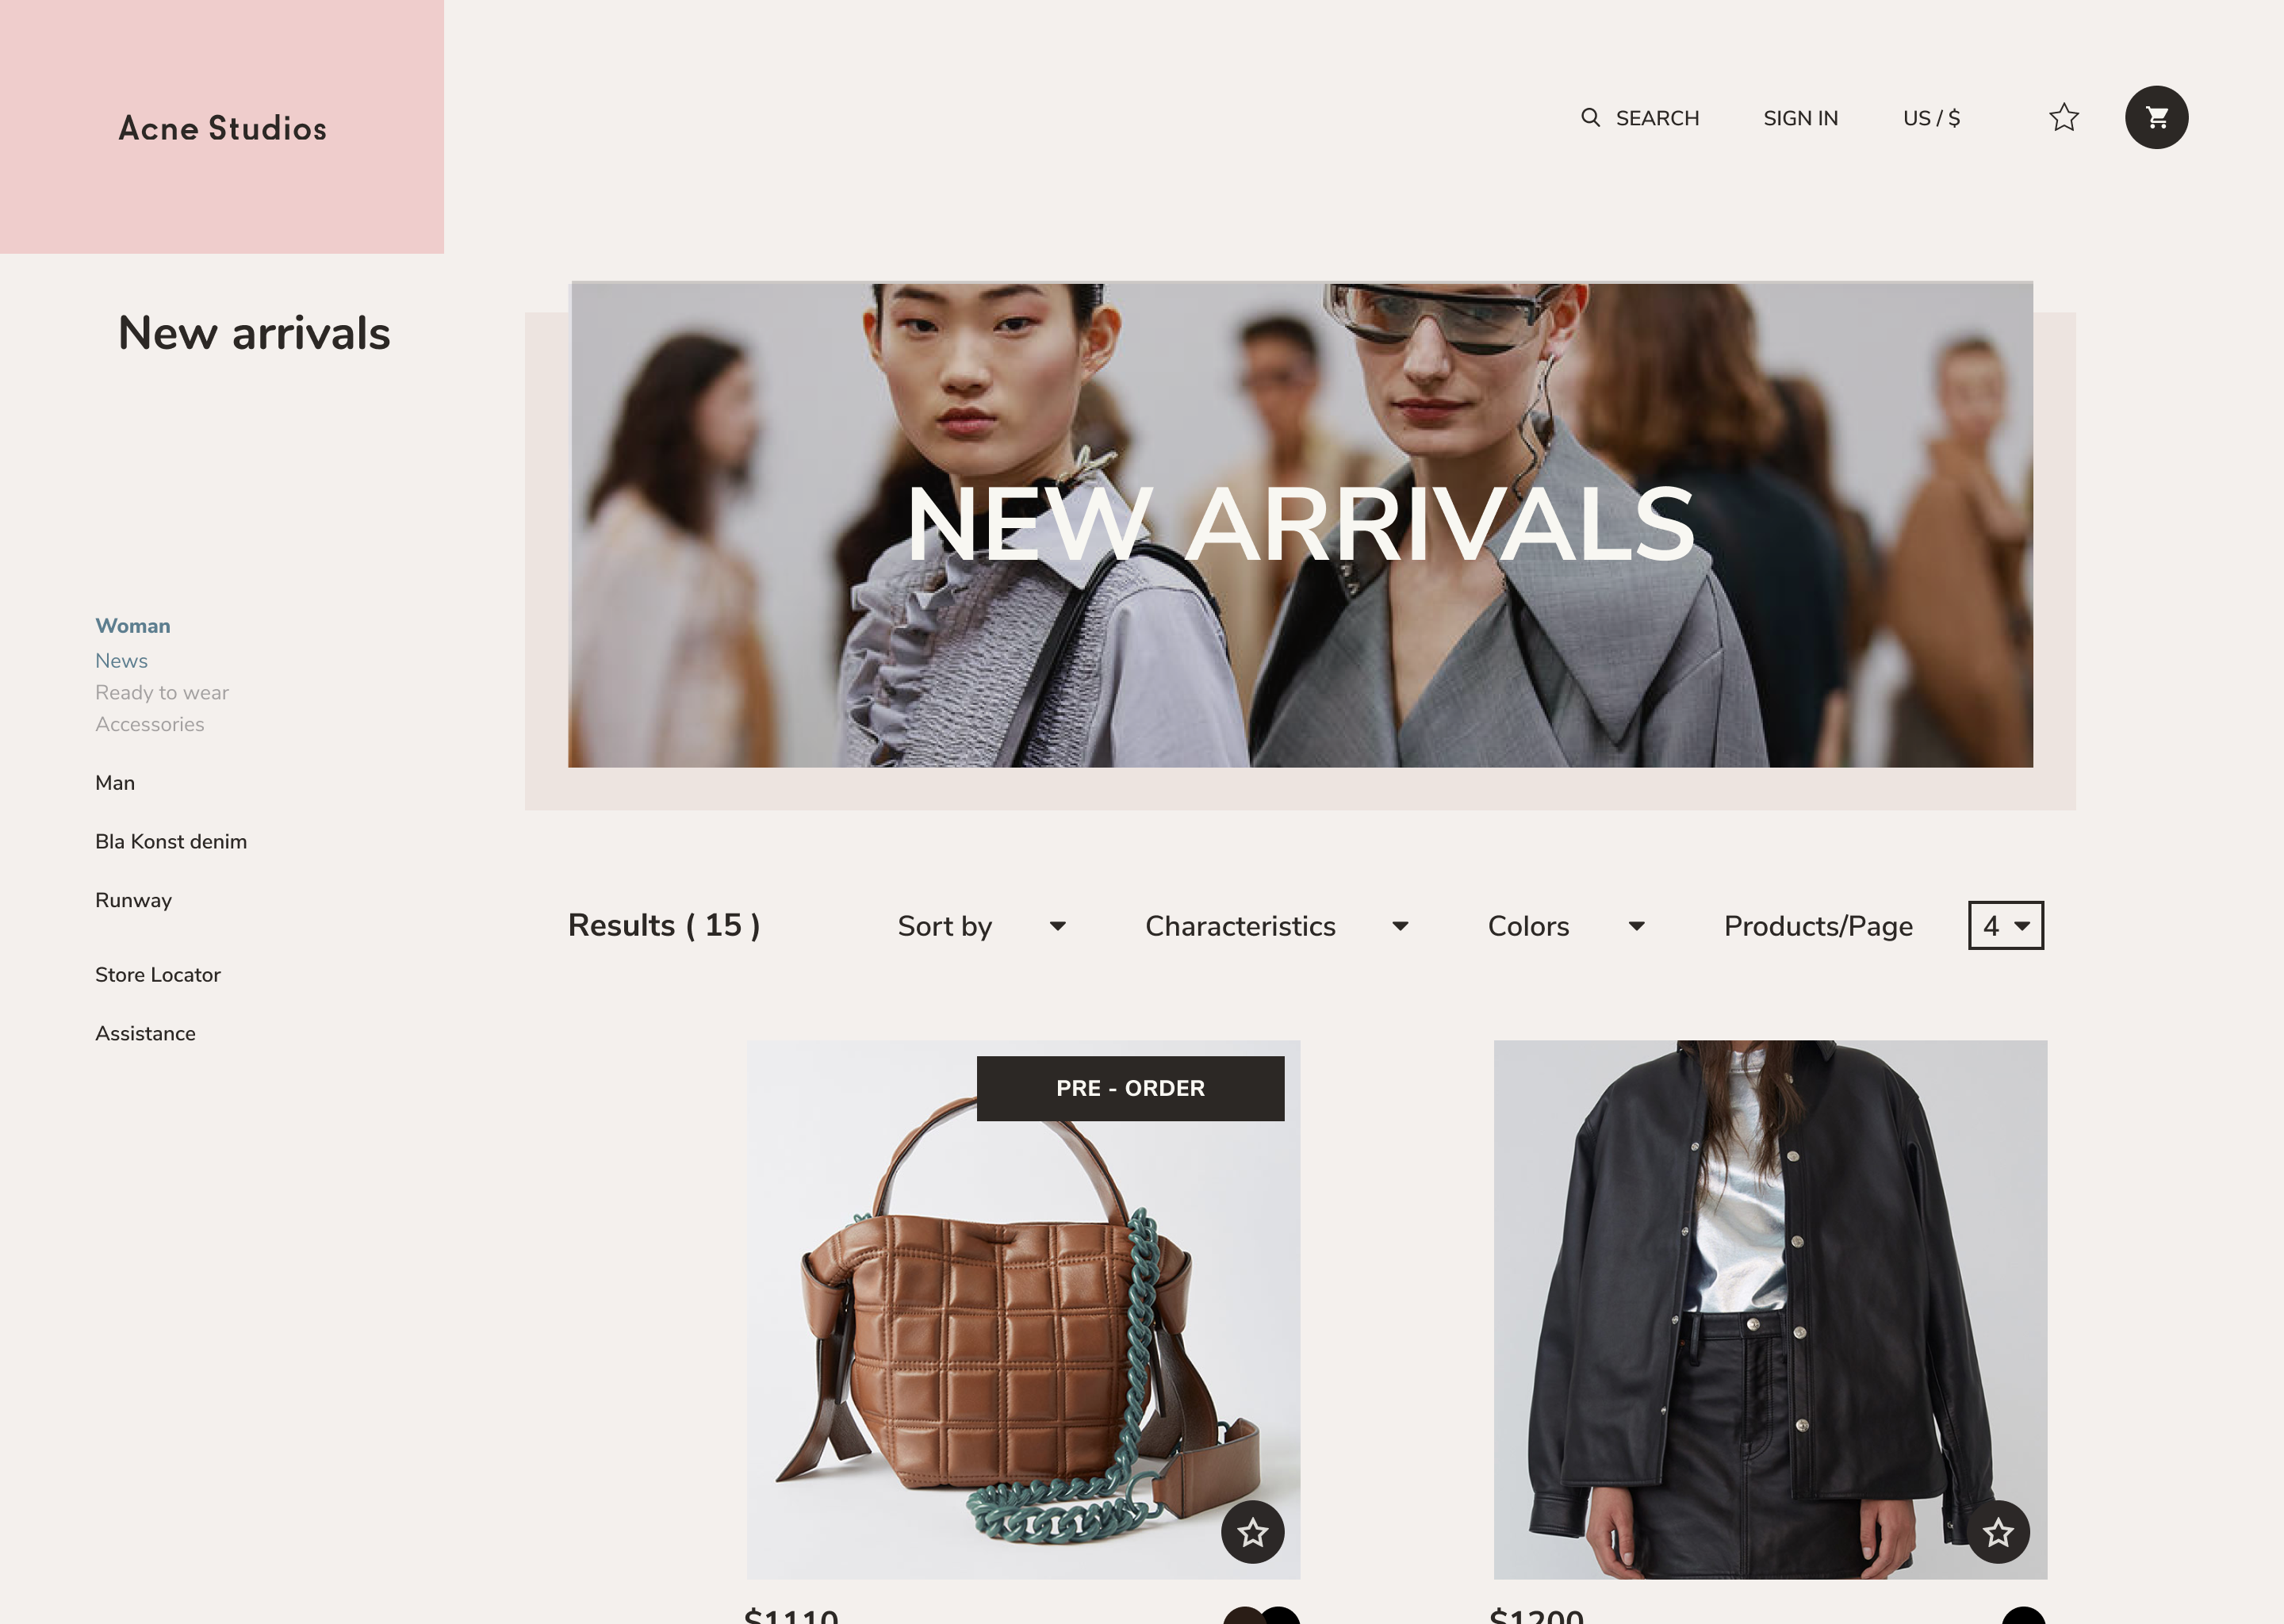 Acne Studios
SEARCH
SIGN IN
US / $
New arrivals
NEW ARRIVALS
Woman
News
Ready to wear
Accessories
Man
Bla Konst denim
Runway
Store Locator
Assistance
Results ( 15 )
Sort by
Characteristics
Colors
Products/Page
4
PRE - ORDER
$1110
$1200